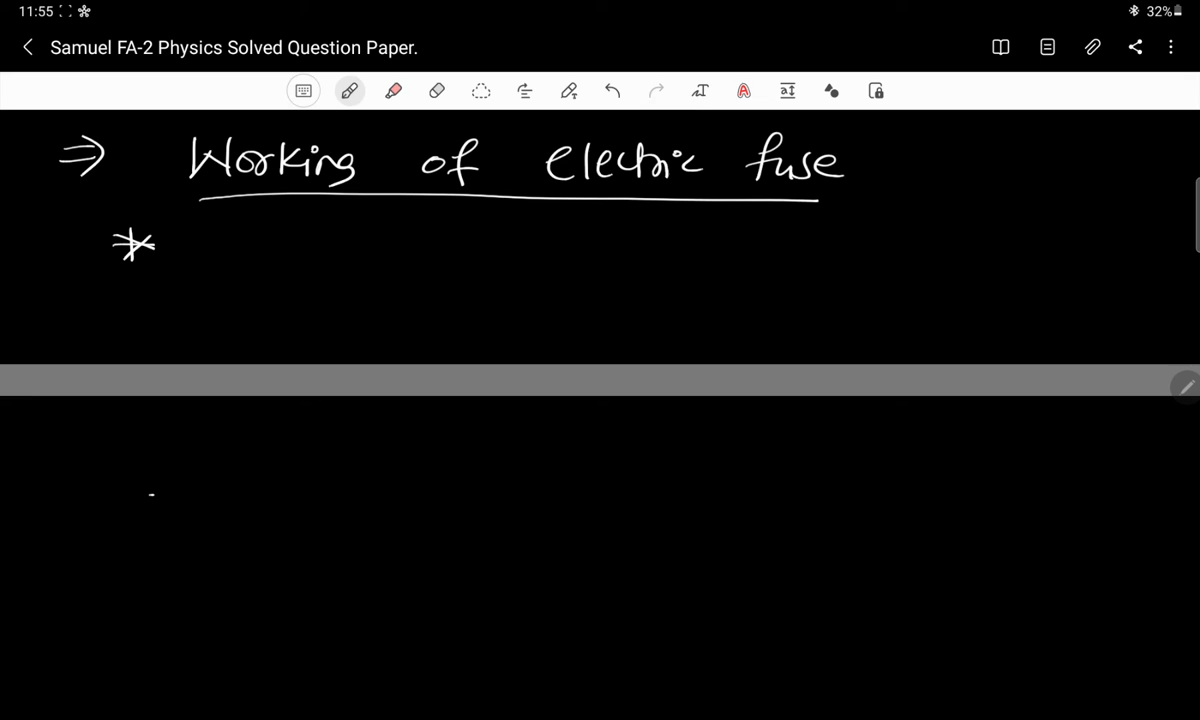 11:55 32%
Samuel FA-2 Physics Solved Question Paper.
⇒ Working of electric fuse
*